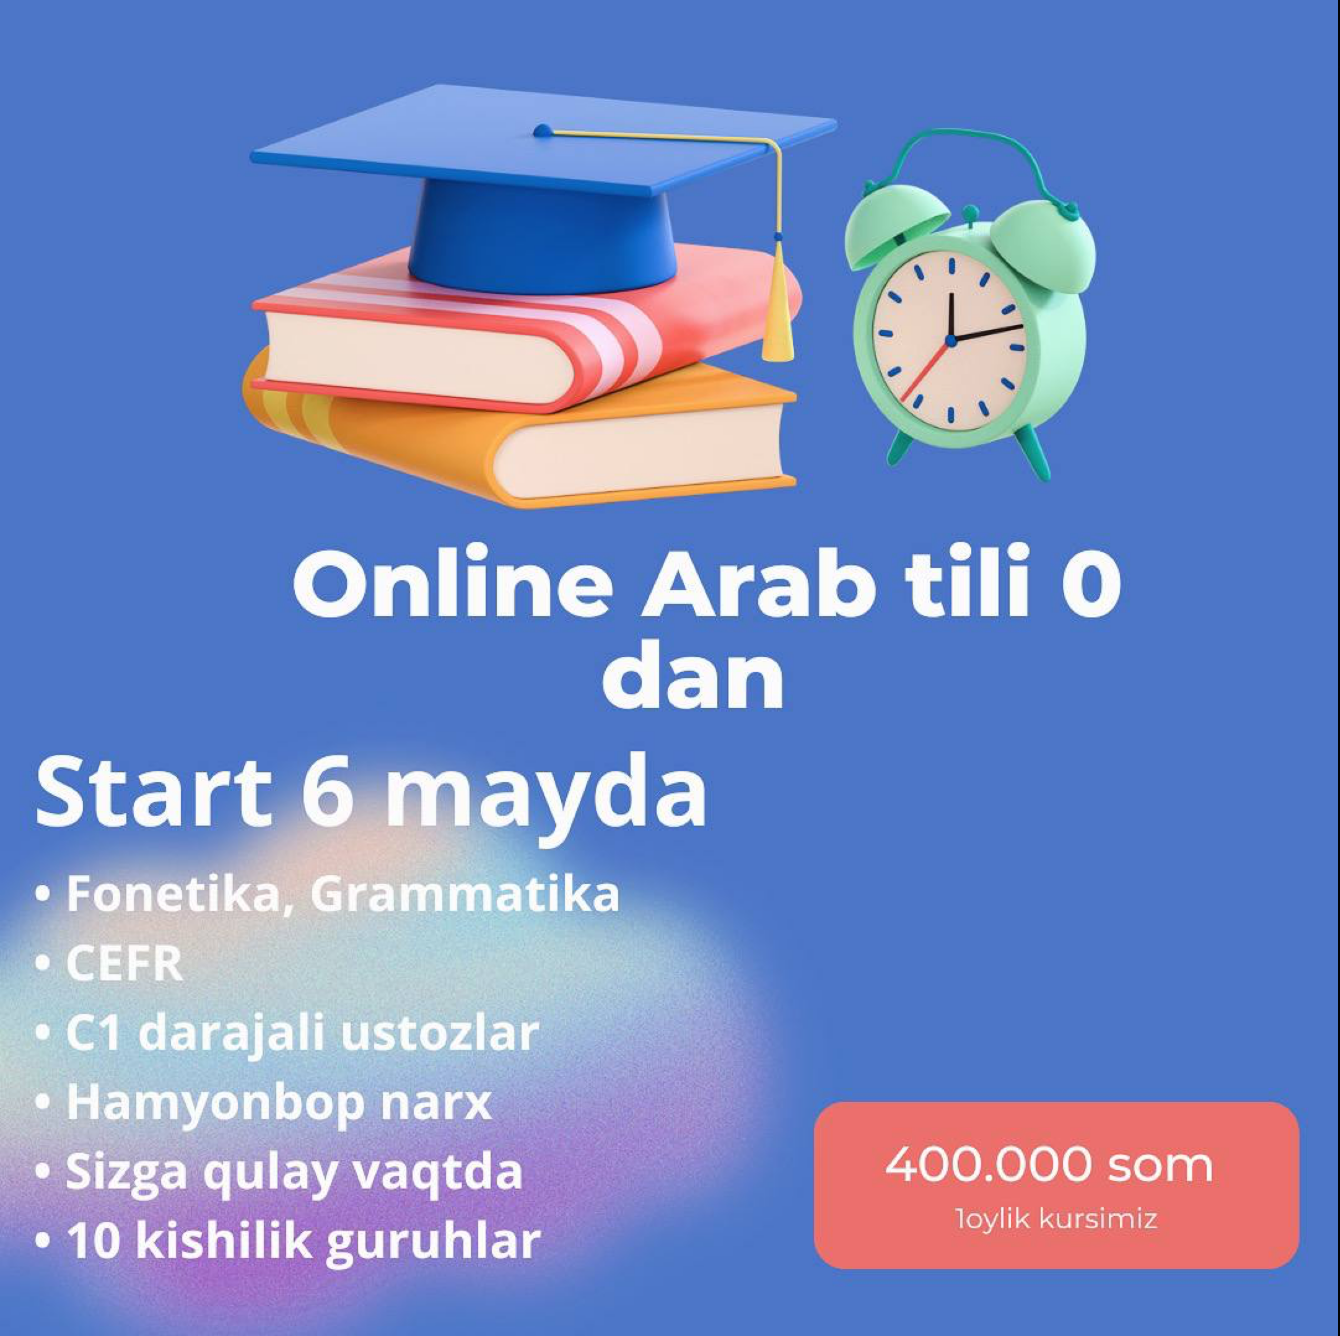 Online Arab tili 0
dan
Start 6 mayda
• Fonetika, Grammatika
• CEFR
• C1 darajali ustozlar
• Hamyonbop narx
• Sizga qulay vaqtda
• 10 kishilik guruhlar
400.000 som
1oylik kursimiz